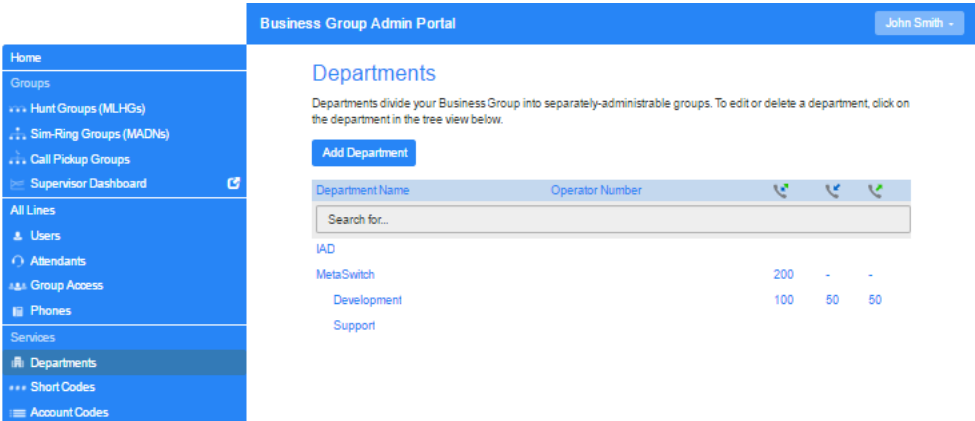 Business Group Admin Portal
John Smith
Home
Groups
Hunt Groups (MLHGs)
Sim-Ring Groups (MADNs)
Call Pickup Groups
Supervisor Dashboard
All Lines
Users
Attendants
Group Access
Phones
Services
Departments
Short Codes
Account Codes
Departments
Departments divide your Business Group into separately-administrable groups. To edit or delete a department, click on
the department in the tree view below.
Add Department
Department Name Operator Number
Search for...
IAD
MetaSwitch 200 - -
Development 100 50 50
Support